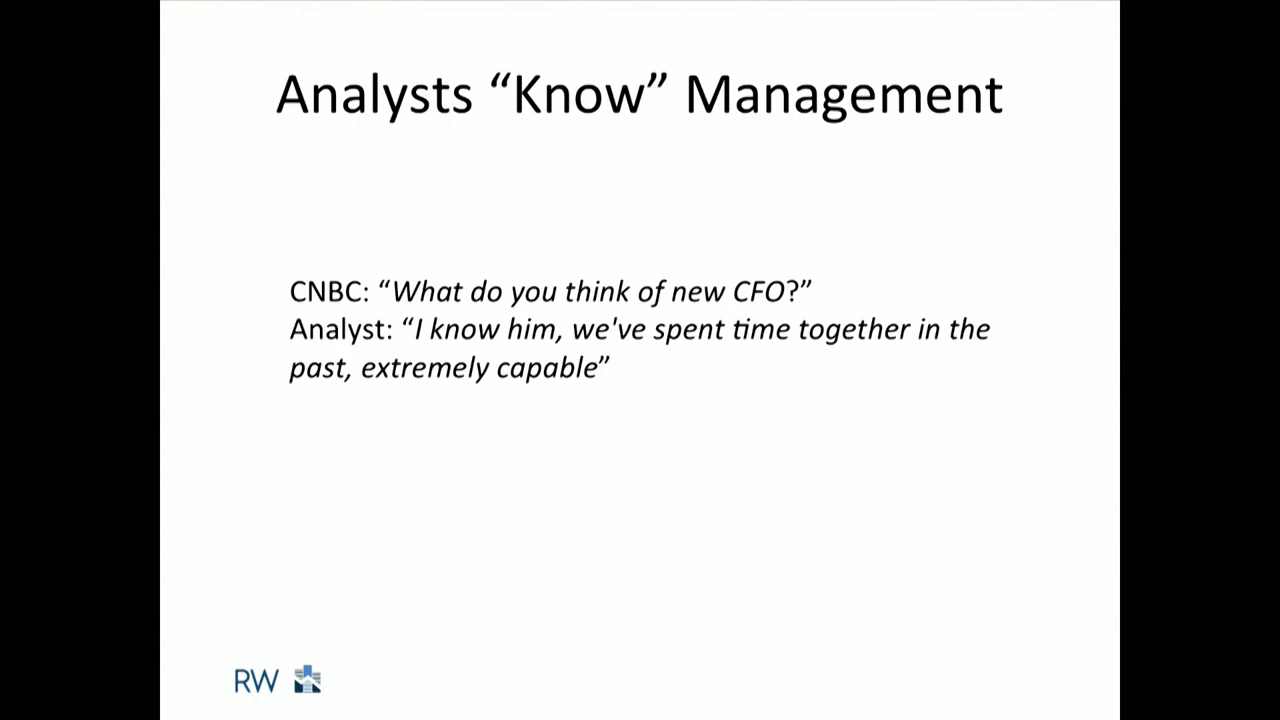 Analysts “Know” Management
CNBC: “What do you think of new CFO?”
Analyst: “I know him, we've spent time together in the
past, extremely capable”
RW